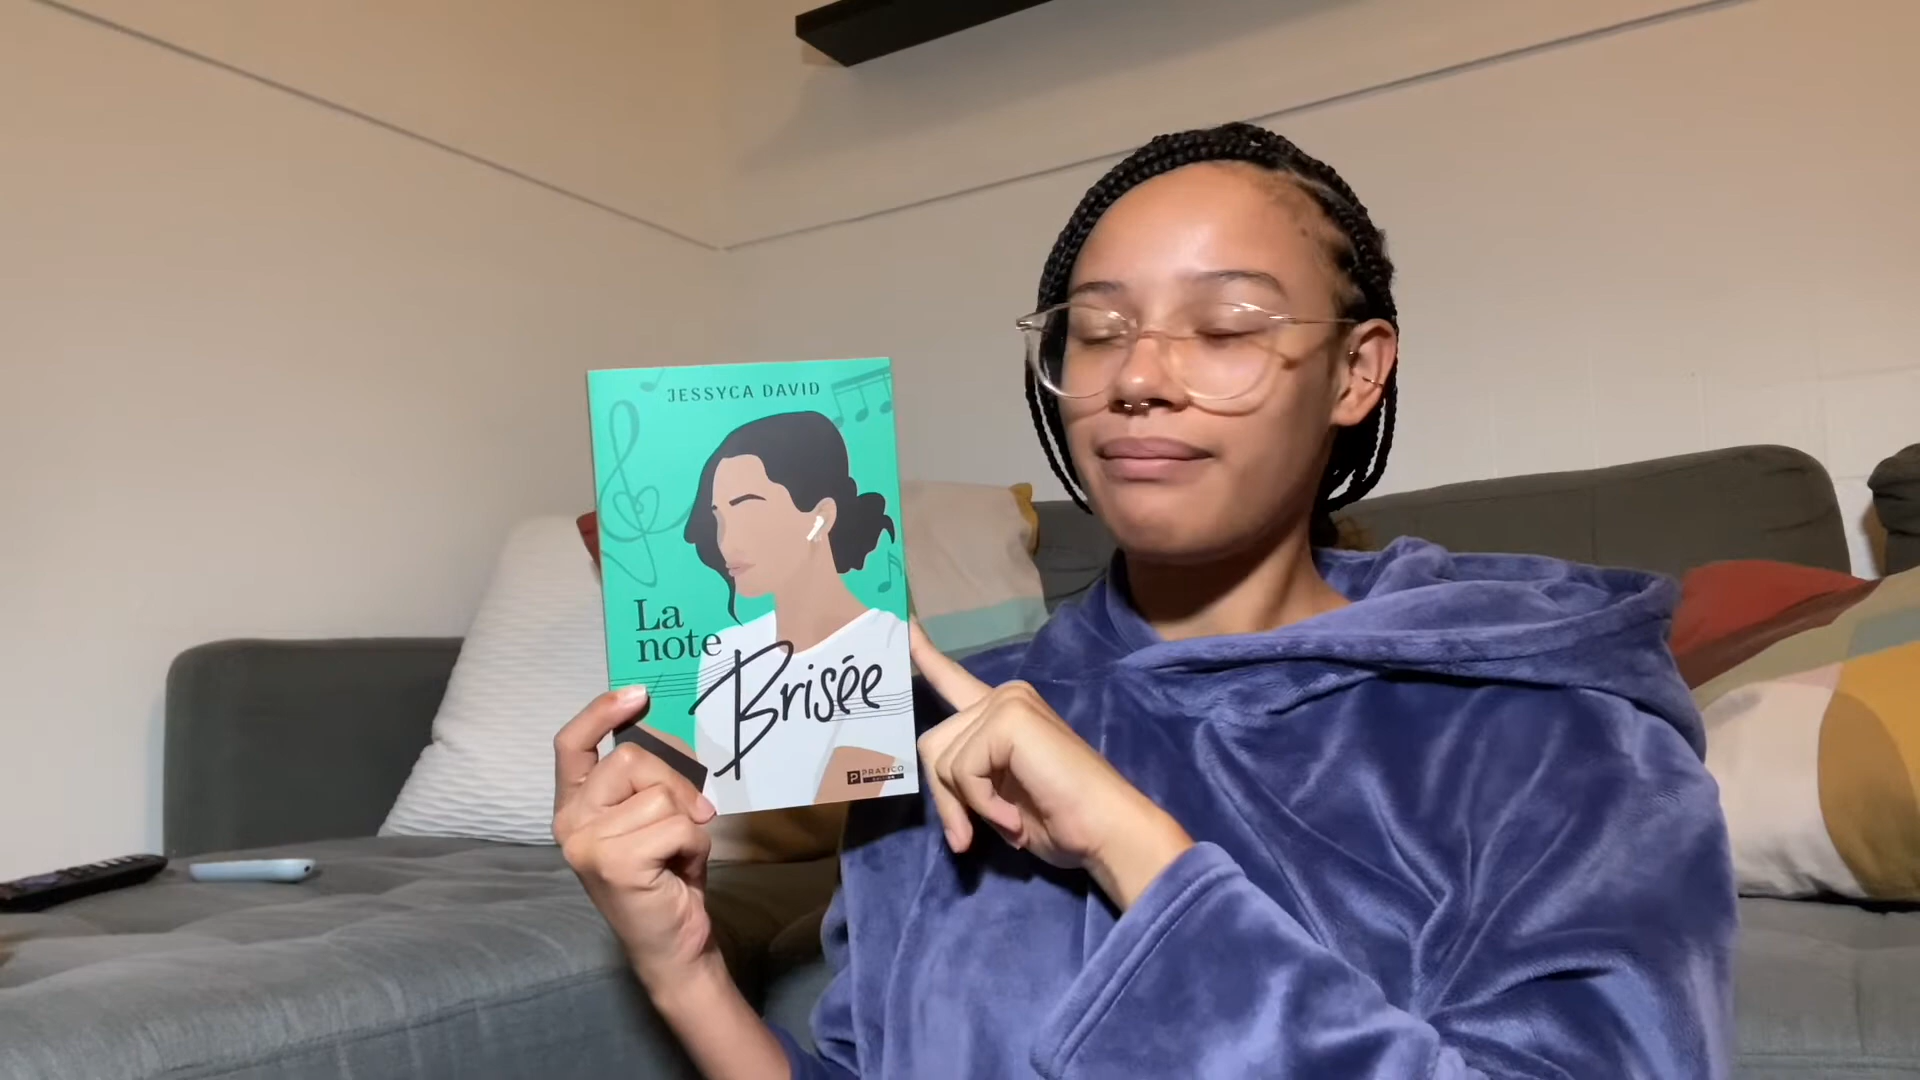 JESSYCA DAVID
La
note
Brisée
PRATICO